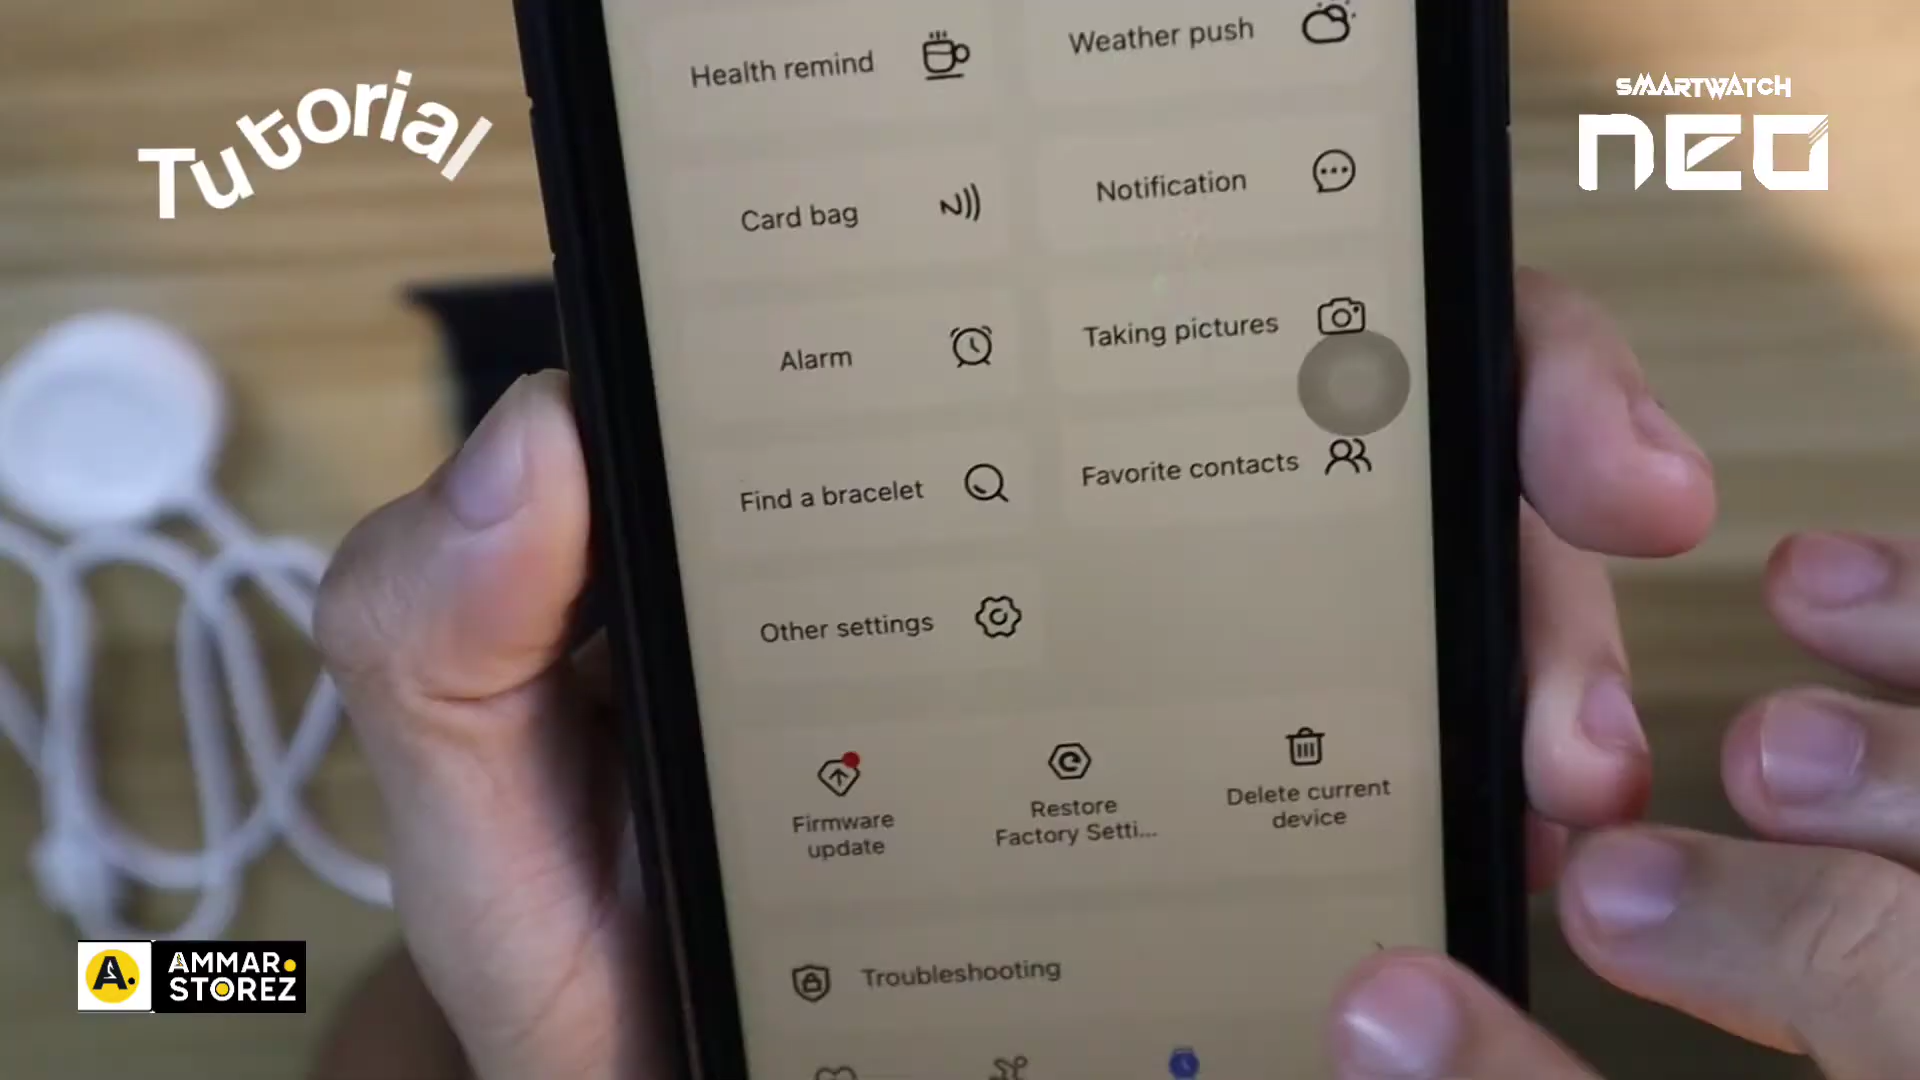 Tutorial
SMARTWATCH
NEO
Health remind
Weather push
Card bag
Notification
Alarm
Taking pictures
Find a bracelet
Favorite contacts
Other settings
Firmware
update
Restore
Factory Setti...
Delete current
device
Troubleshooting
A.
AMMAR
STOREZ